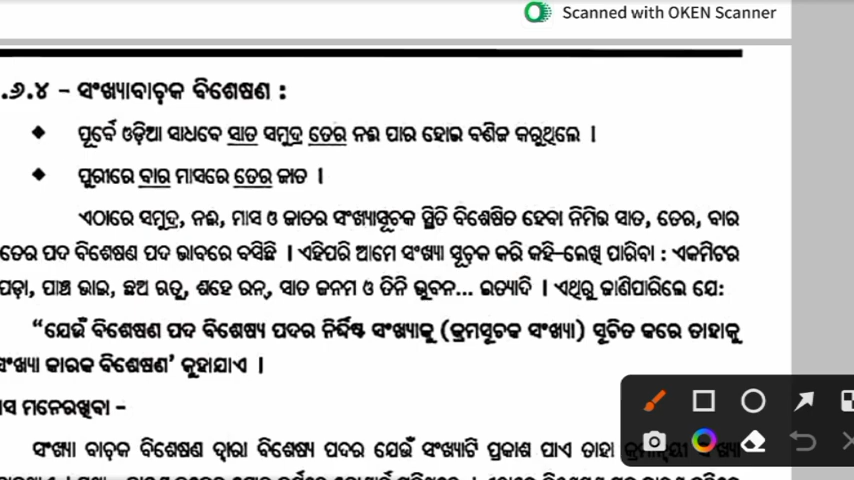 Scanned with OKEN Scanner
.୬.୪ – ସଂଖ୍ୟାବାଚକ ବିଶେଷଣ :
◆ ପୂର୍ବେ ଓଡ଼ିଆ ସାଧବେ ସାତ ସମୁଦ୍ର ତେର ନଈ ପାର ହୋଇ ବଣିଜ କରୁଥିଲେ ।
◆ ପୁରୀରେ ବାର ମାସରେ ତେର ଜାତ ।
ଏଠାରେ ସମୁଦ୍ର, ନଈ, ମାସ ଓ ଜାତର ସଂଖ୍ୟାସୂଚକ ସ୍ଥିତି ବିଶେଷିତ ହେବା ନିମିଭ ସାତ, ତେର, ବାର
ତେର ପଦ ବିଶେଷଣ ପଦ ଭାବରେ ବସିଛି । ଏହିପରି ଆମେ ସଂଖ୍ୟା ସୂଚକ କରି କହି–ଲେଖି ପାରିବା : ଏକମିଟର
ପଡ଼ା, ପାଞ୍ଚ ଭାଇ, ଛଅ ଋତୁ, ଶହେ ରନ୍, ସାତ ଜନମ ଓ ତିନି ଭୁବନ... ଇତ୍ୟାଦି । ଏଥିରୁ ଜାଣିପାରିଲେ ଯେ:
“ଯେଉଁ ବିଶେଷଣ ପଦ ବିଶେଷ୍ୟ ପଦର ନିର୍ଦ୍ଦିଷ୍ଟ ସଂଖ୍ୟାକୁ (କ୍ରମସୂଚକ ସଂଖ୍ୟା) ସୂଚିତ କରେ ତାହାକୁ
ସଂଖ୍ୟା କାରକ ବିଶେଷଣ’ କୁହାଯାଏ ।
ମନେରଖିବା –
ସଂଖ୍ୟା ବାଚକ ବିଶେଷଣ ଦ୍ୱାରା ବିଶେଷ୍ୟ ପଦର ଯେଉଁ ସଂଖ୍ୟାଟି ପ୍ରକାଶ ପାଏ ତାହା